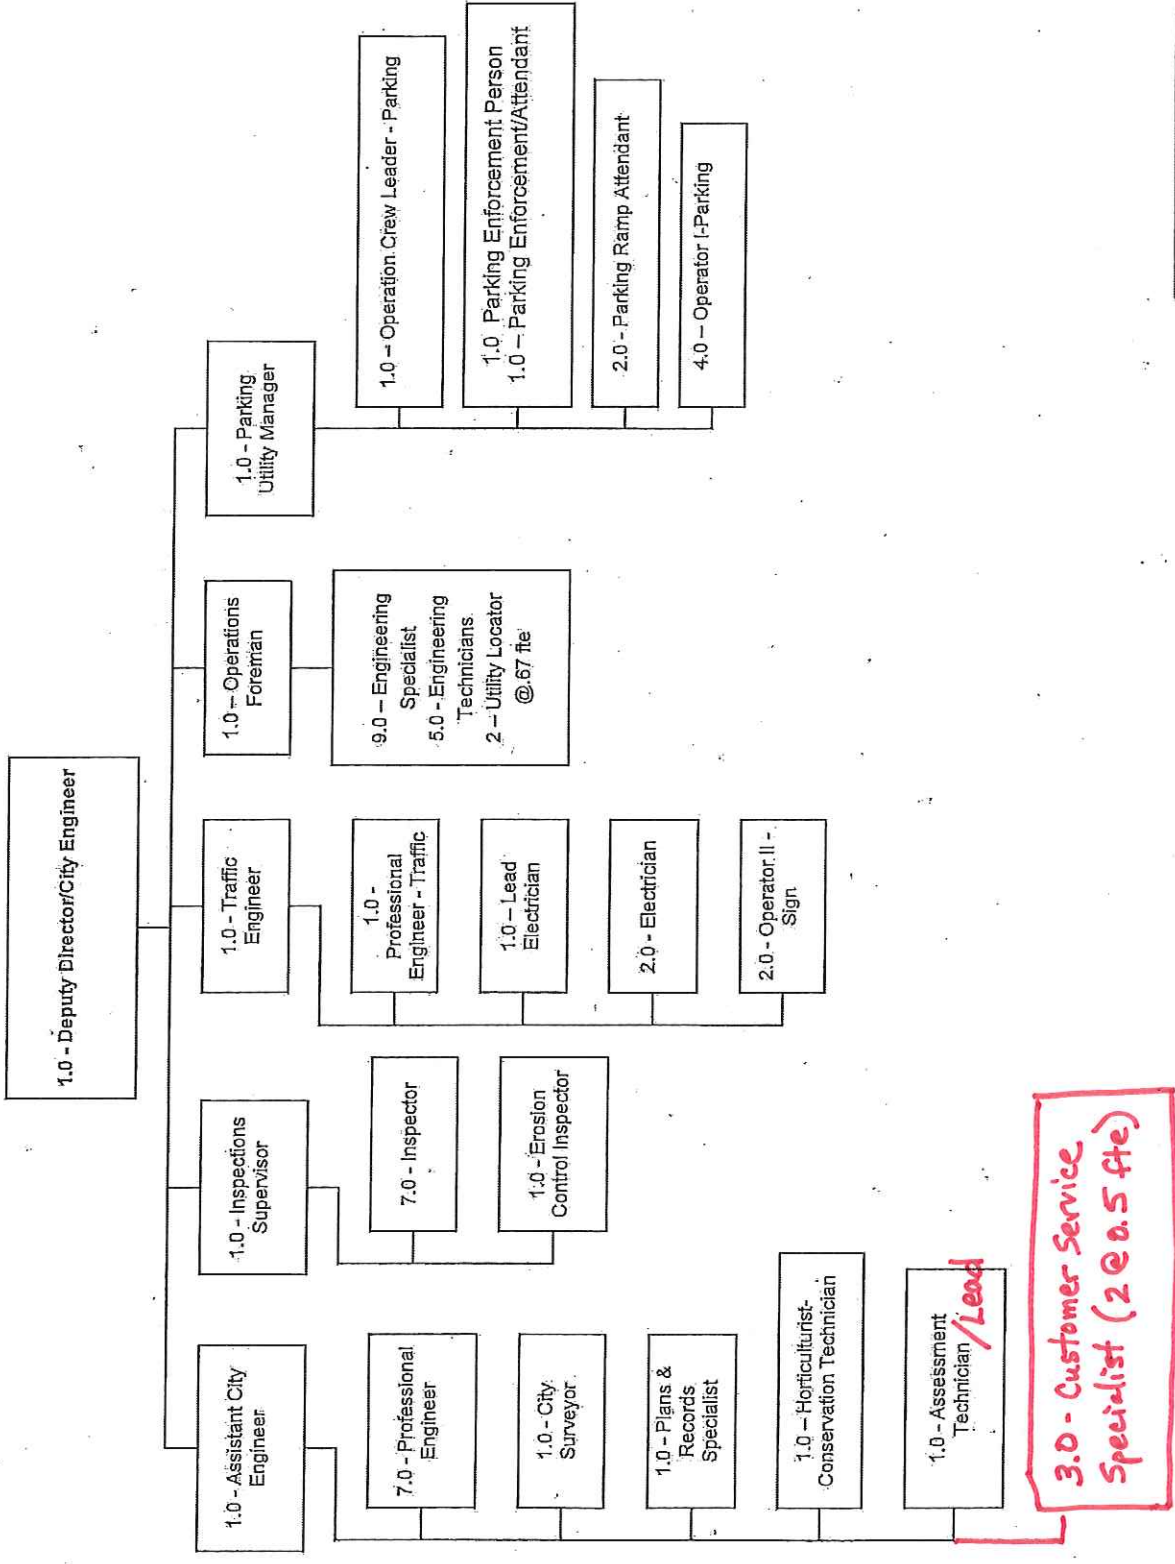 1.0 - Deputy Director/City Engineer
1.0 - Assistant City
Engineer
7.0 - Professional
Engineer
1.0 - City
Surveyor
1.0 - Plans &
Records
Specialist
1.0 – Horticulturist-
Conservation Technician
1.0 - Assessment
Technician /Lead
3.0 - Customer Service
Specialist (2 @ 0.5 fte)
1.0 - Inspections
Supervisor
7.0 - Inspector
1.0 - Erosion
Control Inspector
1.0 - Traffic
Engineer
1.0 -
Professional
Engineer - Traffic
1.0 – Lead
Electrician
2.0 - Electrician
2.0 - Operator II -
Sign
1.0 – Operations
Foreman
9.0 – Engineering
Specialist
5.0 - Engineering
Technicians
2 – Utility Locator
@.67 fte
1.0 - Parking
Utility Manager
1.0 – Operation Crew Leader - Parking
1.0 Parking Enforcement Person
1.0 – Parking Enforcement/Attendant
2.0 - Parking Ramp Attendant
4.0 – Operator I-Parking